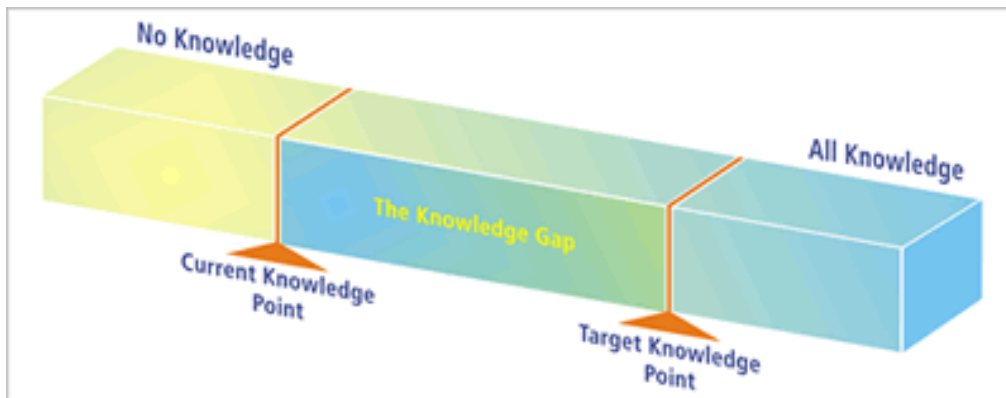 No Knowledge
All Knowledge
The Knowledge Gap
Current Knowledge
Point
Target Knowledge
Point